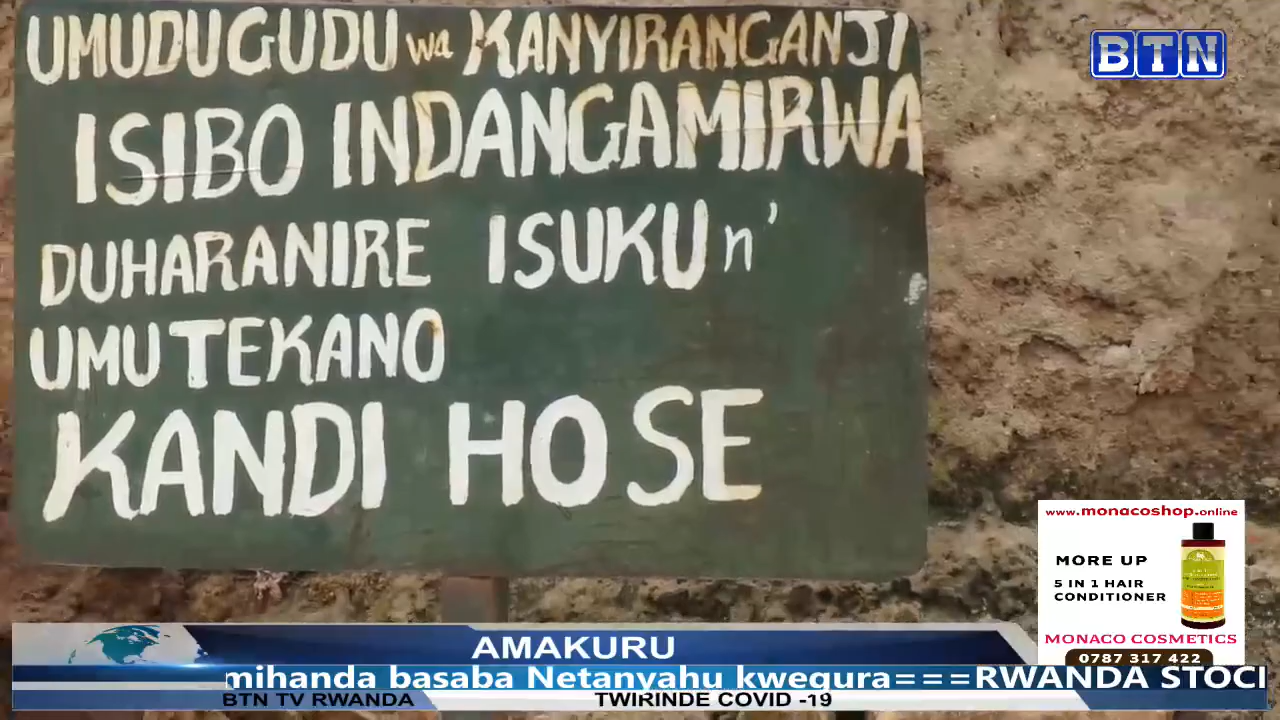 UMUDUGUDU wa KANYIRANGANJI
ISIBO INDANGAMIRWA
DUHARANIRE ISUKU n'
UMUTEKANO
KANDI HOSE
BTN
www.monacoshop.online
MORE UP
5 IN 1 HAIR
CONDITIONER
MONACO COSMETICS
0787 317 422
AMAKURU
mihanda basaba Netanyahu kwegura===RWANDA STOCI
BTN TV RWANDA TWIRINDE COVID -19